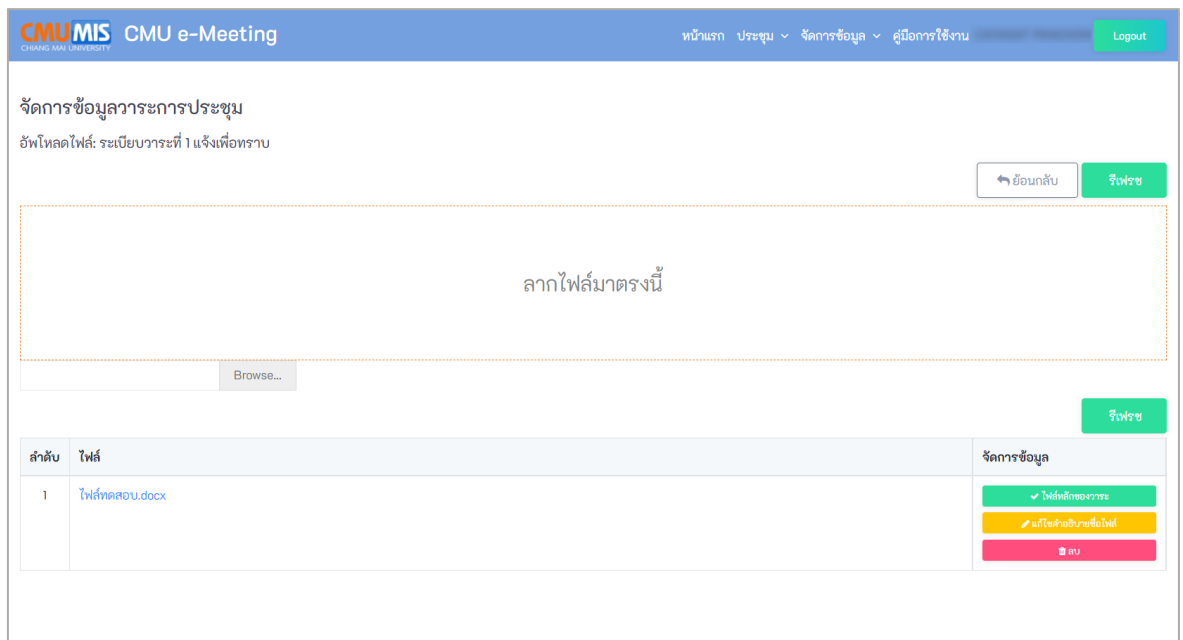 CMU MIS CMU e-Meeting หน้าแรก ประชุม จัดการข้อมูล คู่มือการใช้งาน Logout
CHIANG MAI UNIVERSITY
จัดการข้อมูลวาระการประชุม
อัพโหลดไฟล์: ระเบียบวาระที่ 1 แจ้งเพื่อทราบ
ย้อนกลับ รีเฟรช
ลากไฟล์มาตรงนี้
Browse...
รีเฟรช
ลำดับ ไฟล์ จัดการข้อมูล
1 ไฟล์ทดสอบ.docx ไฟล์หลักของวาระ
แก้ไขคำอธิบายชื่อไฟล์
ลบ